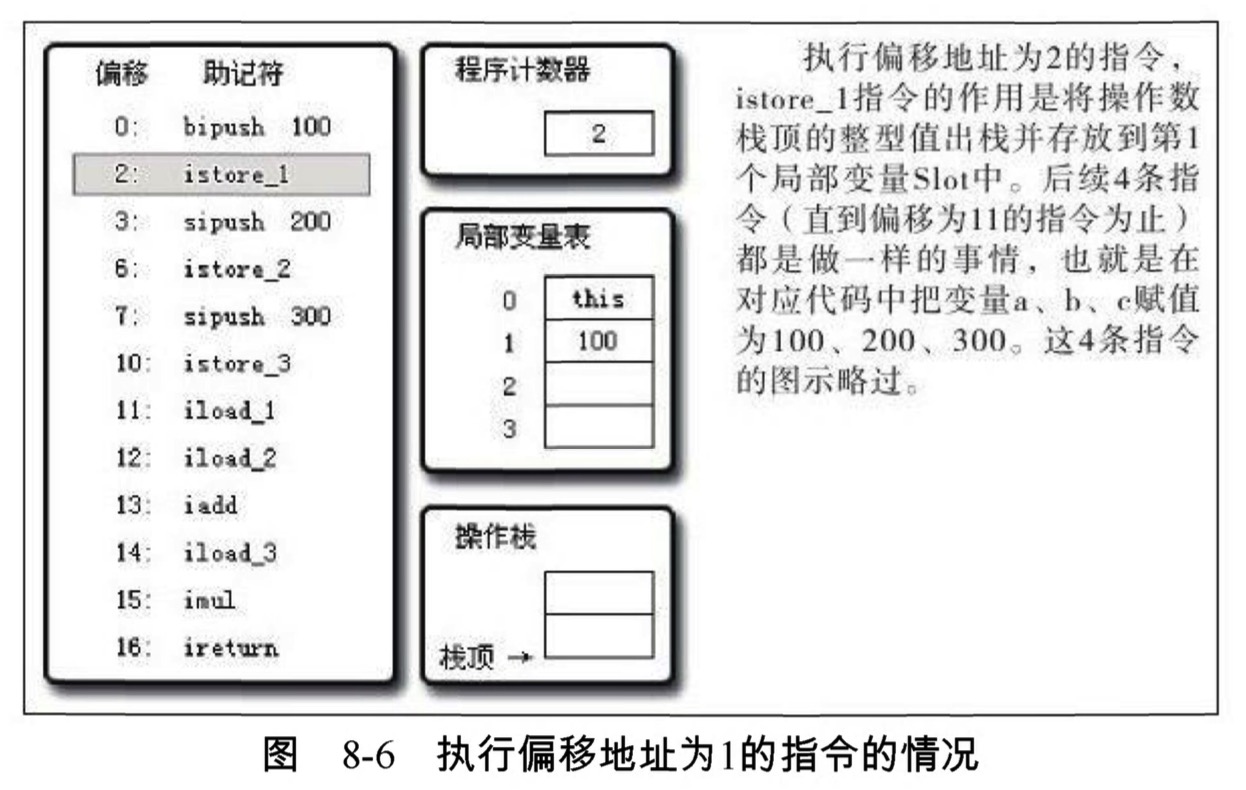 偏移 助记符
0: bipush 100
2: istore_1
3: sipush 200
6: istore_2
7: sipush 300
10: istore_3
11: iload_1
12: iload_2
13: iadd
14: iload_3
15: imul
16: ireturn
程序计数器
2
局部变量表
0 this
1 100
2
3
操作栈
栈顶 →
执行偏移地址为2的指令，
istore_1指令的作用是将操作数
栈顶的整型值出栈并存放到第1
个局部变量Slot中。后续4条指
令（直到偏移为11的指令为止）
都是做一样的事情，也就是在
对应代码中把变量a、b、c赋值
为100、200、300。这4条指令
的图示略过。
图 8-6 执行偏移地址为1的指令的情况